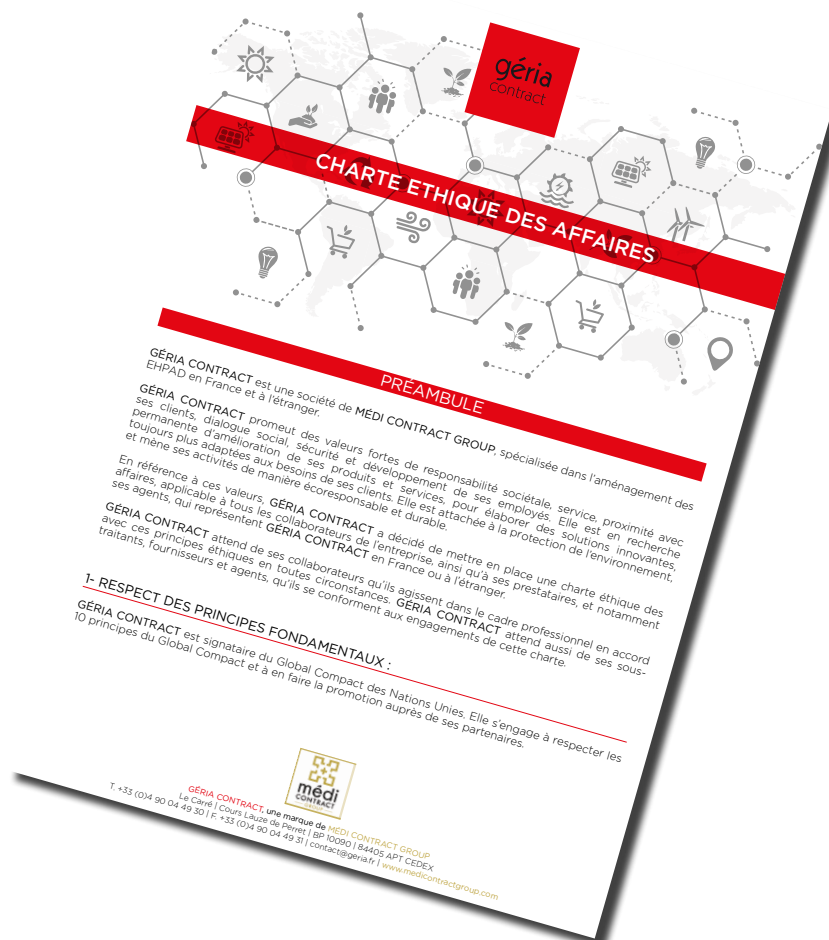 géria
contract
CHARTE ETHIQUE DES AFFAIRES
PRÉAMBULE
GÉRIA CONTRACT est une société de MÉDI CONTRACT GROUP, spécialisée dans l'aménagement des
EHPAD en France et à l'étranger.
GÉRIA CONTRACT promeut des valeurs fortes de responsabilité sociétale, service, proximité avec
ses clients, dialogue social, sécurité et développement de ses employés. Elle est en recherche
permanente d'amélioration de ses produits et services, pour élaborer des solutions innovantes,
toujours plus adaptées aux besoins de ses clients. Elle est attachée à la protection de l'environnement,
et mène ses activités de manière écoresponsable et durable.
En référence à ces valeurs, GÉRIA CONTRACT a décidé de mettre en place une charte éthique des
affaires, applicable à tous les collaborateurs de l'entreprise, ainsi qu'à ses prestataires, et notamment
ses agents, qui représentent GÉRIA CONTRACT en France ou à l'étranger.
GÉRIA CONTRACT attend de ses collaborateurs qu'ils agissent dans le cadre professionnel en accord
avec ces principes éthiques en toutes circonstances. GÉRIA CONTRACT attend aussi de ses sous-
traitants, fournisseurs et agents, qu'ils se conforment aux engagements de cette charte.
1- RESPECT DES PRINCIPES FONDAMENTAUX :
GÉRIA CONTRACT est signataire du Global Compact des Nations Unies. Elle s'engage à respecter les
10 principes du Global Compact et à en faire la promotion auprès de ses partenaires.
médi
CONTRACT
GROUP
GÉRIA CONTRACT, une marque de MÉDI CONTRACT GROUP
Le Carré | Cours Lauze de Perret | BP 10090 | 84405 APT CEDEX
T. +33 (0)4 90 04 49 30 | F. +33 (0)4 90 04 49 31 | contact@geria.fr | www.medicontractgroup.com